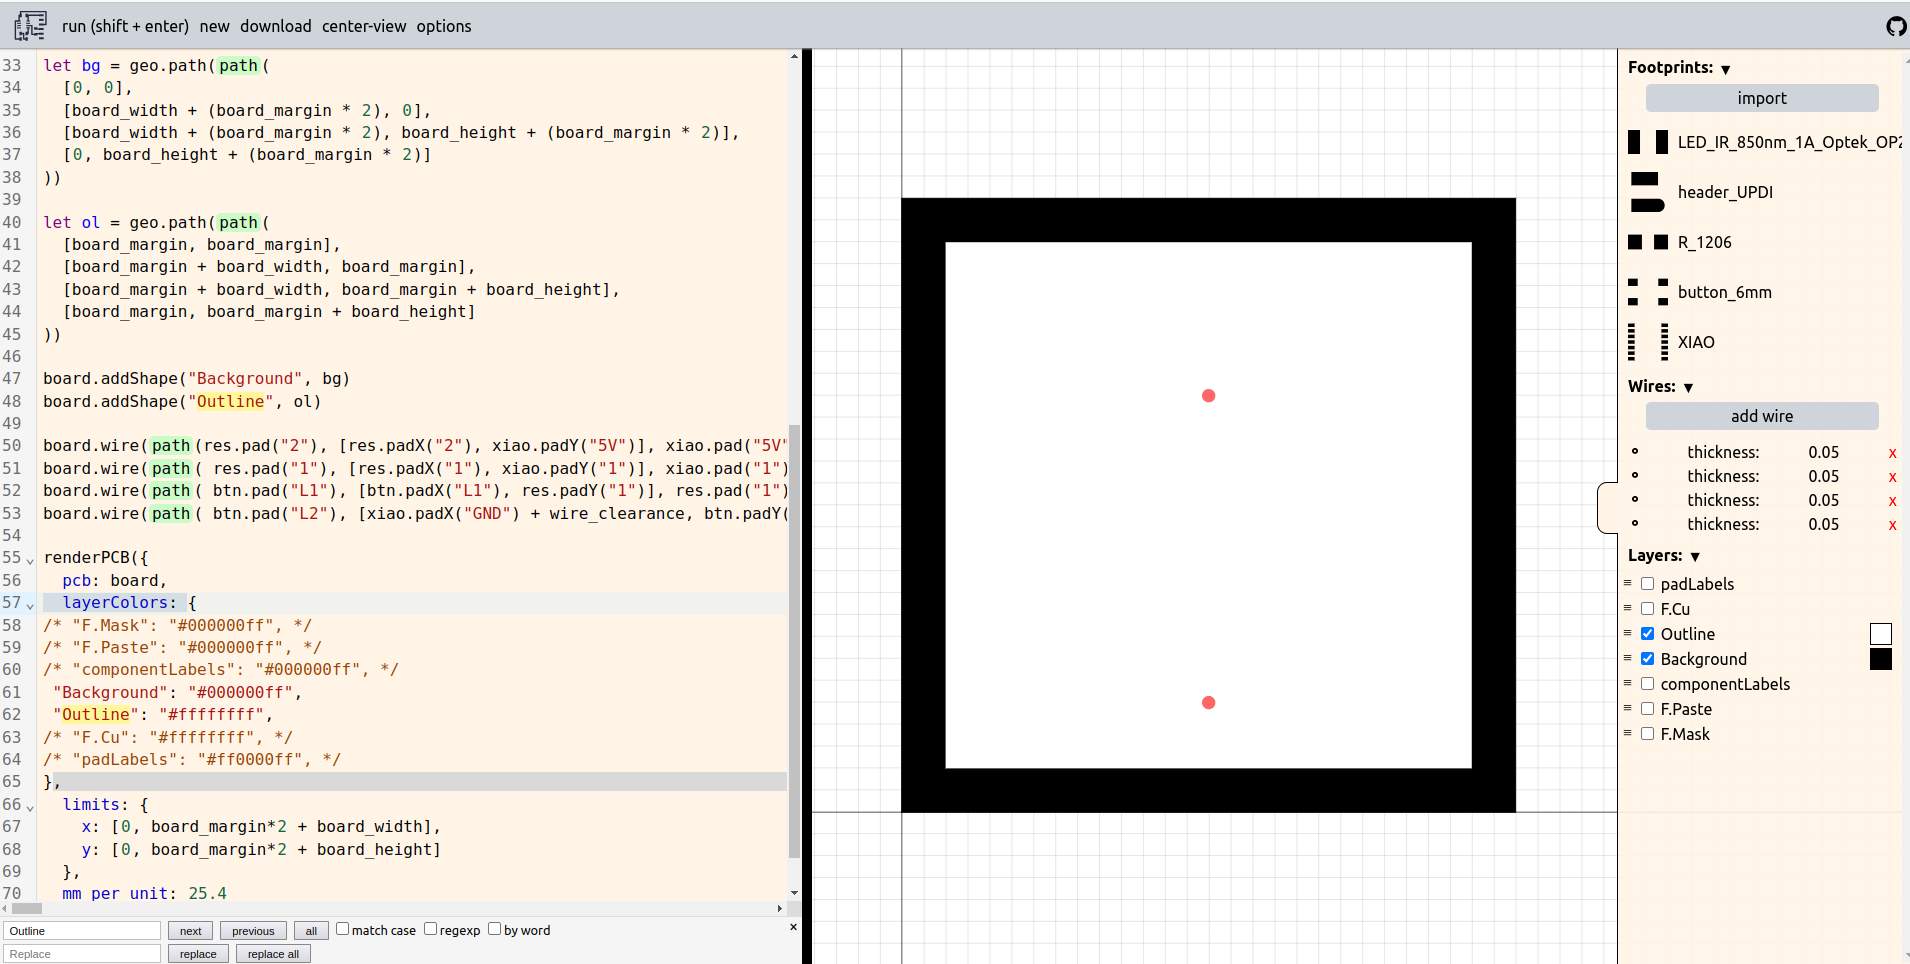 run (shift + enter) new download center-view options
33 let bg = geo.path(path(
34 [0, 0],
35 [board_width + (board_margin * 2), 0],
36 [board_width + (board_margin * 2), board_height + (board_margin * 2)],
37 [0, board_height + (board_margin * 2)]
38 ))
39
40 let ol = geo.path(path(
41 [board_margin, board_margin],
42 [board_margin + board_width, board_margin],
43 [board_margin + board_width, board_margin + board_height],
44 [board_margin, board_margin + board_height]
45 ))
46
47 board.addShape("Background", bg)
48 board.addShape("Outline", ol)
49
50 board.wire(path(res.pad("2"), [res.padX("2"), xiao.padY("5V")], xiao.pad("5V"
51 board.wire(path( res.pad("1"), [res.padX("1"), xiao.padY("1")], xiao.pad("1")
52 board.wire(path( btn.pad("L1"), [btn.padX("L1"), res.padY("1")], res.pad("1")
53 board.wire(path( btn.pad("L2"), [xiao.padX("GND") + wire_clearance, btn.padY(
54
55 renderPCB({
56 pcb: board,
57 layerColors: {
58 /* "F.Mask": "#000000ff", */
59 /* "F.Paste": "#000000ff", */
60 /* "componentLabels": "#000000ff", */
61 "Background": "#000000ff",
62 "Outline": "#ffffffff",
63 /* "F.Cu": "#ffffffff", */
64 /* "padLabels": "#ff0000ff", */
65 },
66 limits: {
67 x: [0, board_margin*2 + board_width],
68 y: [0, board_margin*2 + board_height]
69 },
70 mm_per_unit: 25.4
Outline next previous all match case regexp by word ×
Replace replace replace all
Footprints: ▼
import
LED_IR_850nm_1A_Optek_OP2
header_UPDI
R_1206
button_6mm
XIAO
Wires: ▼
add wire
thickness: 0.05 x
thickness: 0.05 x
thickness: 0.05 x
thickness: 0.05 x
Layers: ▼
padLabels
F.Cu
Outline
Background
componentLabels
F.Paste
F.Mask